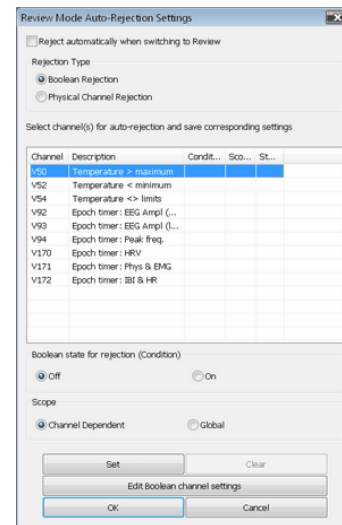 Review Mode Auto-Rejection Settings
Reject automatically when switching to Review
Rejection Type
Boolean Rejection
Physical Channel Rejection
Select channel(s) for auto-rejection and save corresponding settings
Channel Description Condit... Sco... St...
V50 Temperature > maximum
V52 Temperature < minimum
V54 Temperature <> limits
V92 Epoch timer: EEG Ampl (...
V93 Epoch timer: EEG Ampl (l...
V94 Epoch timer: Peak freq.
V170 Epoch timer: HRV
V171 Epoch timer: Phys & EMG
V172 Epoch timer: IBI & HR
Boolean state for rejection (Condition)
Off On
Scope
Channel Dependent Global
Set Clear
Edit Boolean channel settings
OK Cancel